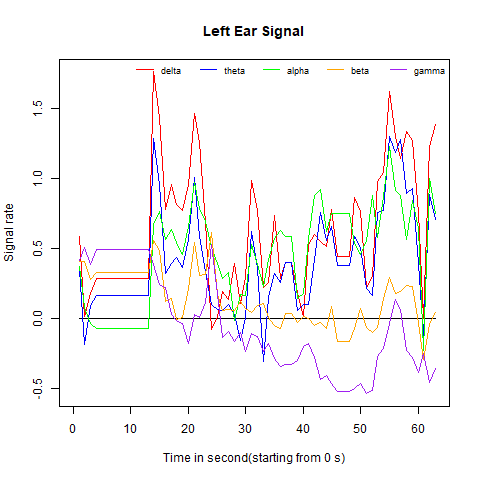 Left Ear Signal
delta theta alpha beta gamma
Signal rate
1.5
1.0
0.5
0.0
-0.5
0 10 20 30 40 50 60
Time in second(starting from 0 s)